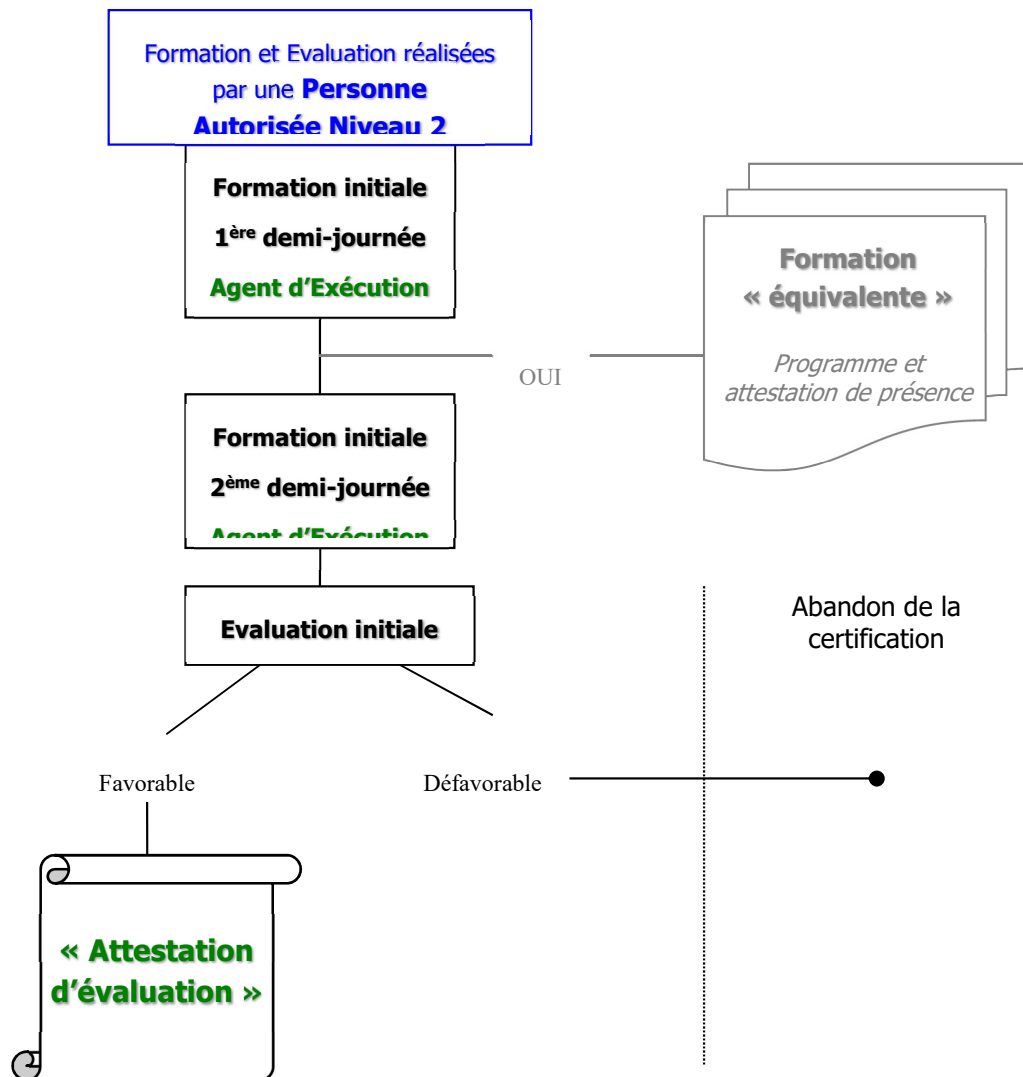 Formation et Evaluation réalisées
par une Personne
Autorisée Niveau 2
Formation initiale
1ère demi-journée
Agent d'Exécution
Formation
« équivalente »
Programme et
attestation de présence
OUI
Formation initiale
2ème demi-journée
Agent d'Exécution
Evaluation initiale
Abandon de la
certification
Favorable
Défavorable
« Attestation
d'évaluation »